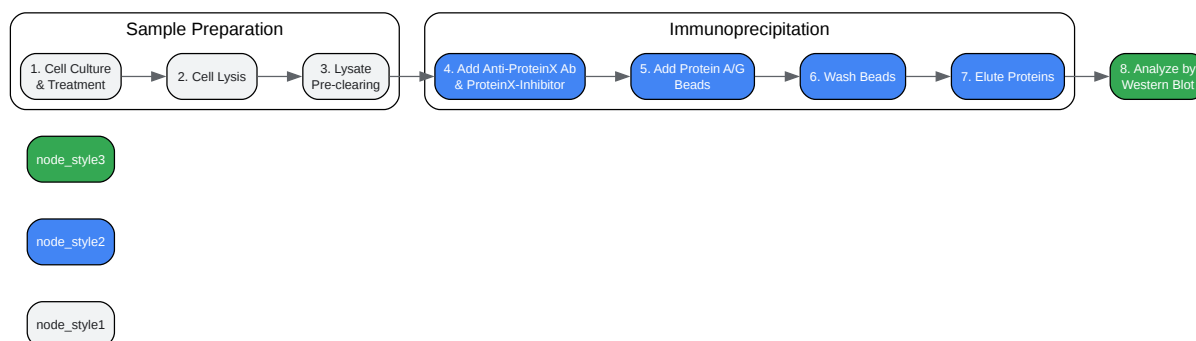 Sample Preparation
Immunoprecipitation
1. Cell Culture
& Treatment
2. Cell Lysis
3. Lysate
Pre-clearing
4. Add Anti-ProteinX Ab
& ProteinX-Inhibitor
5. Add Protein A/G
Beads
6. Wash Beads
7. Elute Proteins
8. Analyze by
Western Blot
node_style3
node_style2
node_style1